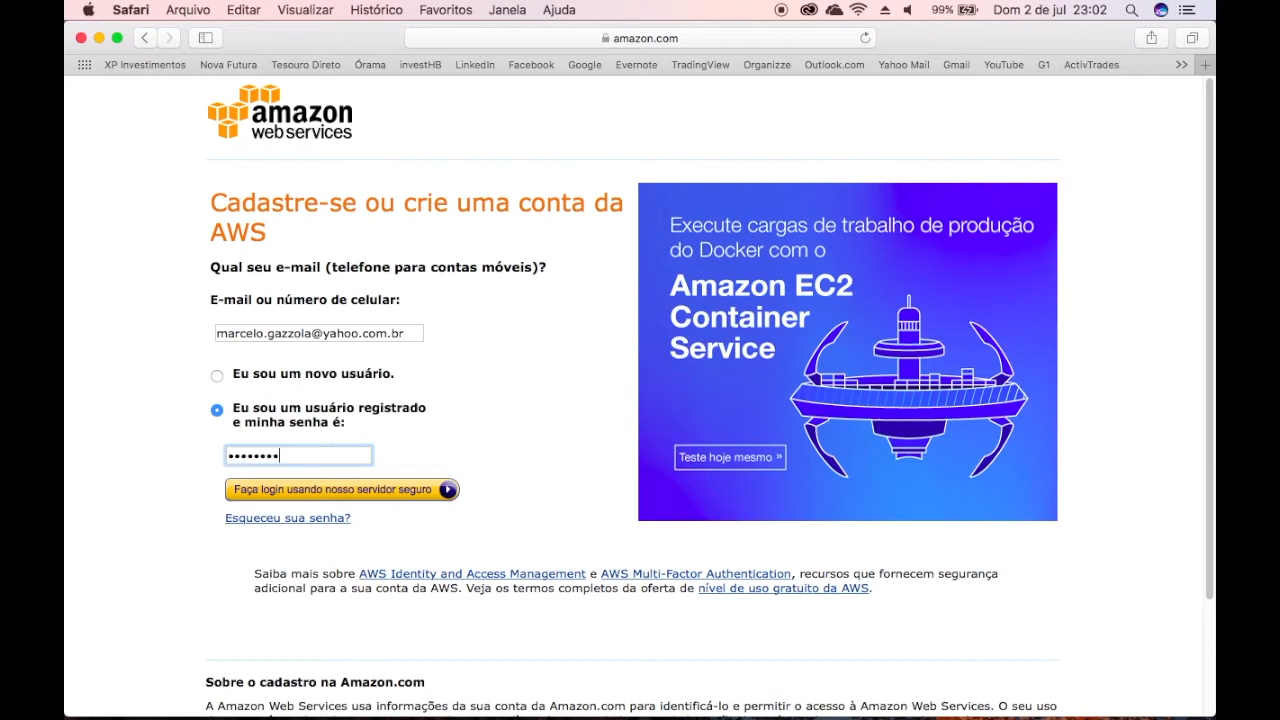 Safari Arquivo Editar Visualizar Histórico Favoritos Janela Ajuda 99% Dom 2 de jul 23:02
amazon.com
XP Investimentos Nova Futura Tesouro Direto Órama investHB LinkedIn Facebook Google Evernote TradingView Organizze Outlook.com Yahoo Mail Gmail YouTube G1 ActivTrades >> +
amazon
web services
Cadastre-se ou crie uma conta da
AWS
Qual seu e-mail (telefone para contas móveis)?
E-mail ou número de celular:
marcelo.gazzola@yahoo.com.br
Eu sou um novo usuário.
Eu sou um usuário registrado
e minha senha é:
••••••••
Faça login usando nosso servidor seguro
Esqueceu sua senha?
Execute cargas de trabalho de produção
do Docker com o
Amazon EC2
Container
Service
Teste hoje mesmo »
Saiba mais sobre AWS Identity and Access Management e AWS Multi-Factor Authentication, recursos que fornecem segurança
adicional para a sua conta da AWS. Veja os termos completos da oferta de nível de uso gratuito da AWS.
Sobre o cadastro na Amazon.com
A Amazon Web Services usa informações da sua conta da Amazon.com para identificá-lo e permitir o acesso à Amazon Web Services. O seu uso